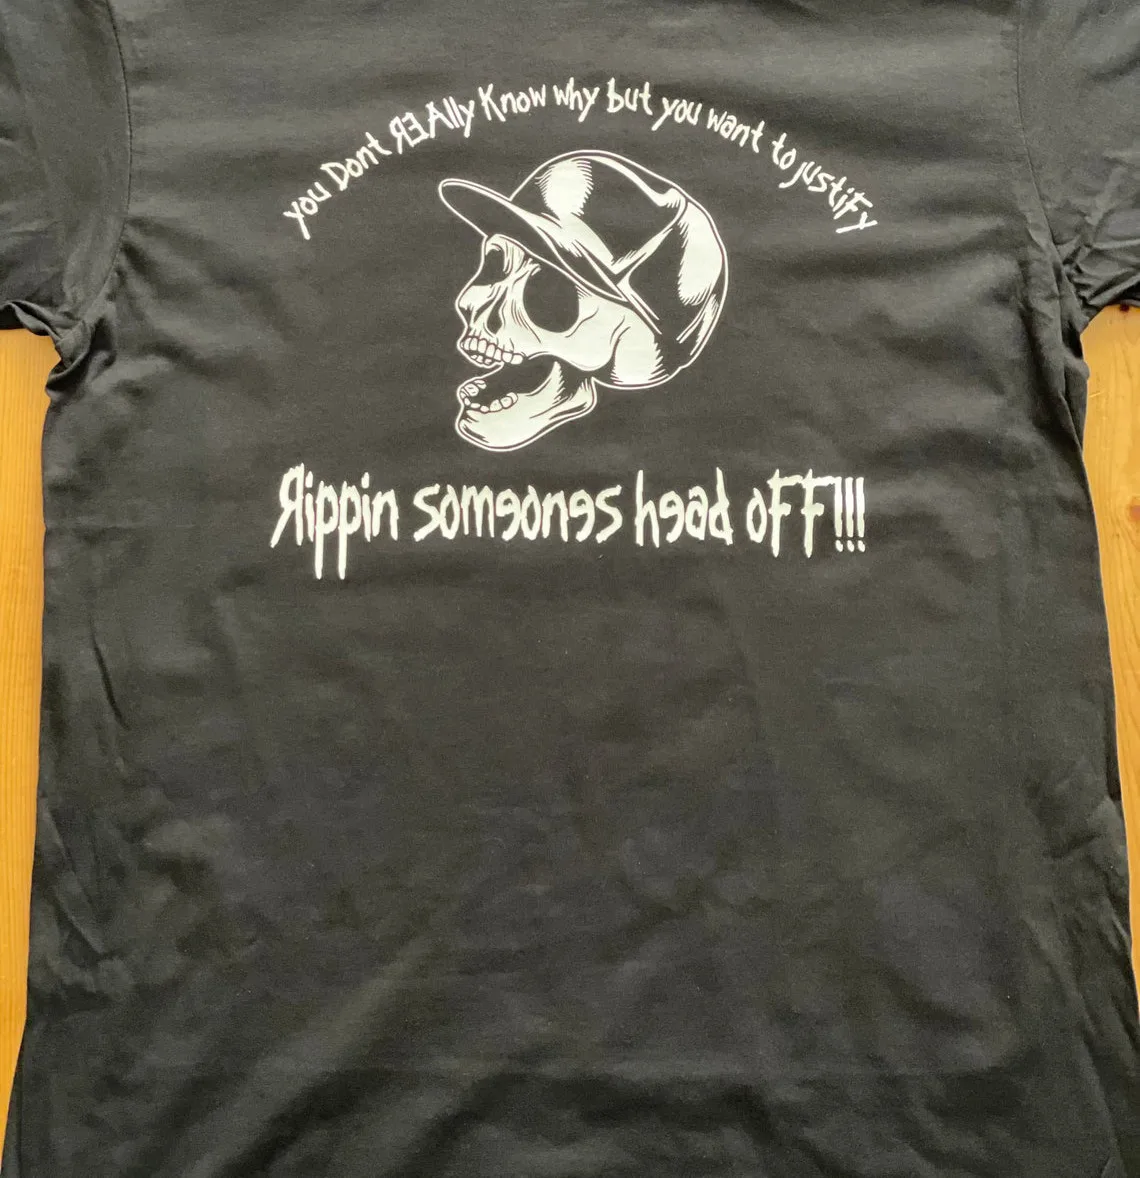 you Dont REAlly Know why but you want to justiFy
Rippin someones head oFF!!!